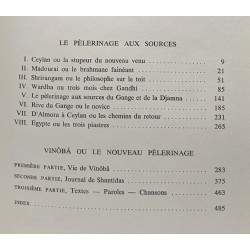 LE PÈLERINAGE AUX SOURCES
I. Ceylan ou la stupeur du nouveau venu 9
II. Madourai ou le brahmane fainéant 21
III. Shrirangam ou le philosophe sur le toit 51
IV. Wardha ou trois mois chez Gandhi 85
V. Le pèlerinage aux sources du Gange et de la Djamna 141
VI. Rive du Gange ou le novice 185
VII. D'Almora à Ceylan ou les chemins du retour 231
VIII. Egypte ou les trois piastres 265
VINÔBÂ OU LE NOUVEAU PÈLERINAGE
PREMIÈRE PARTIE, Vie de Vinôbâ 283
SECONDE PARTIE, Journal de Shantidas 375
TROISIÈME PARTIE, Textes — Paroles — Chansons 463
INDEX 485